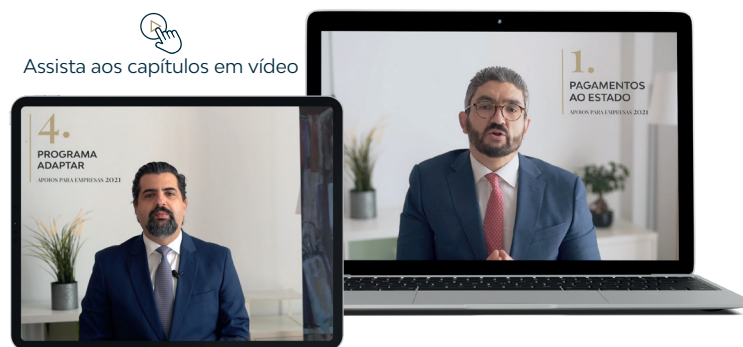 Assista aos capítulos em vídeo
4.
PROGRAMA
ADAPTAR
APOIOS PARA EMPRESAS 2021
1.
PAGAMENTOS
AO ESTADO
APOIOS PARA EMPRESAS 2021